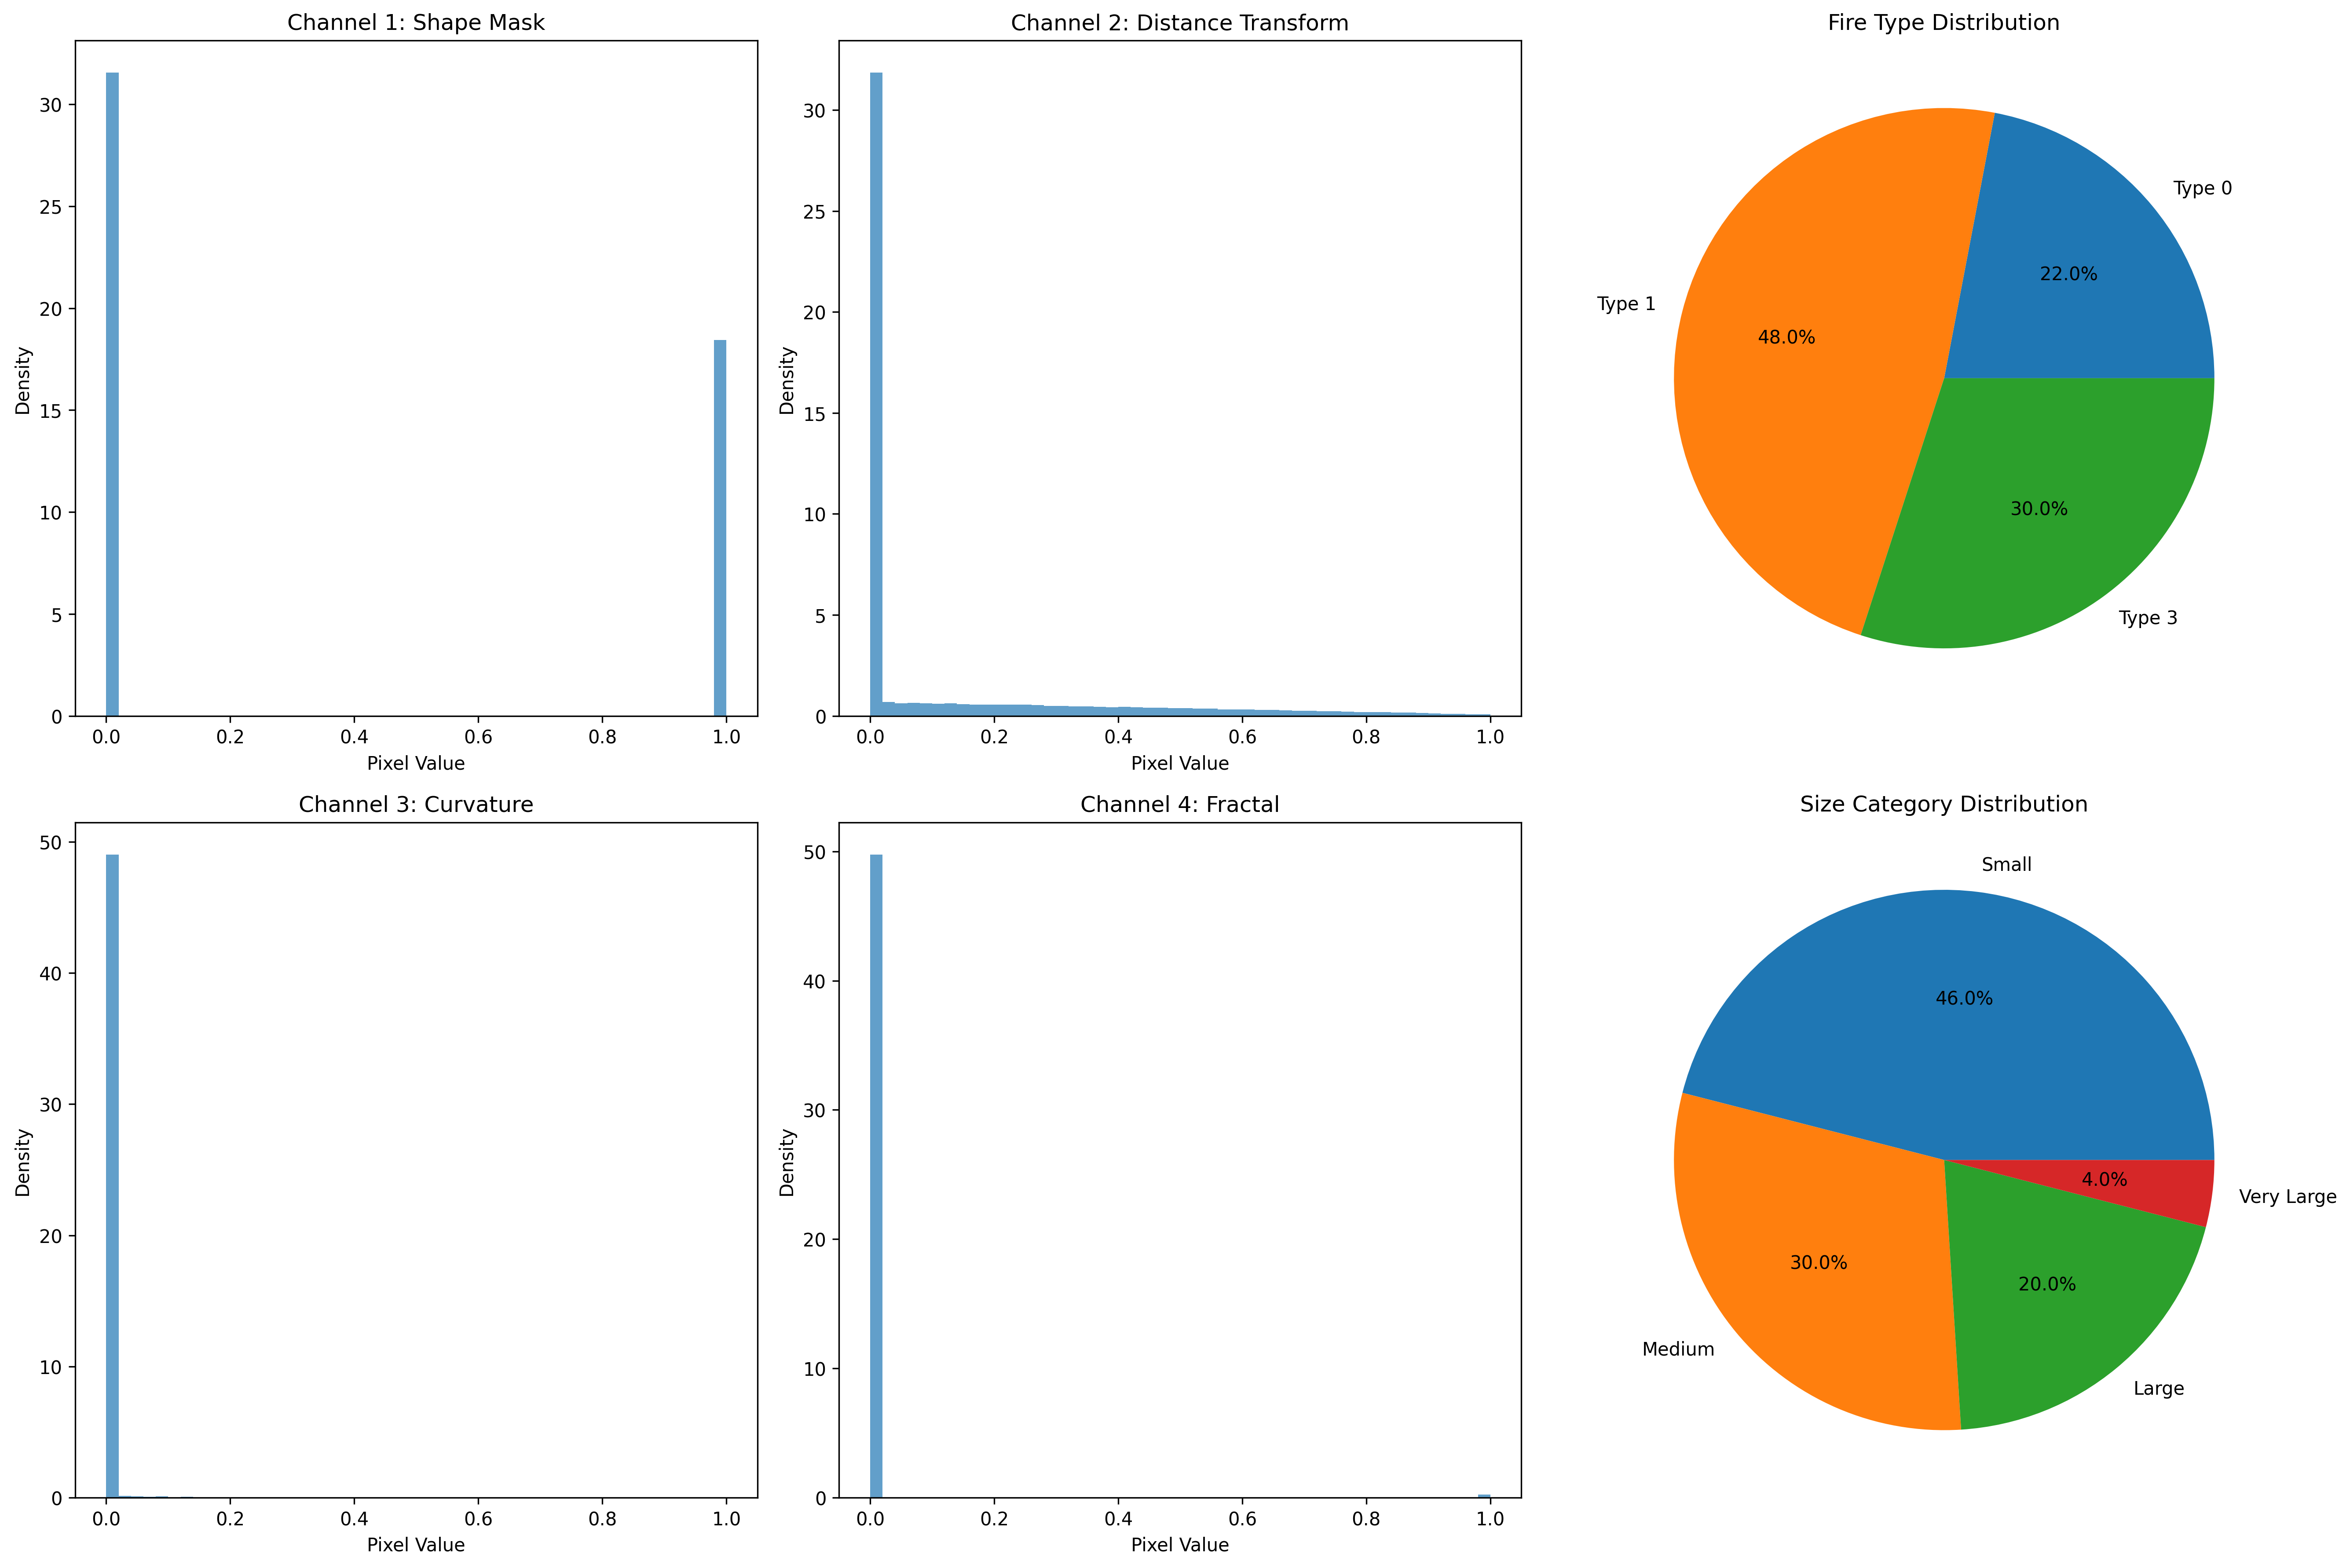 Channel 1: Shape Mask
Density
30
25
20
15
10
5
0
0.0 0.2 0.4 0.6 0.8 1.0
Pixel Value
Channel 2: Distance Transform
Density
30
25
20
15
10
5
0
0.0 0.2 0.4 0.6 0.8 1.0
Pixel Value
Fire Type Distribution
Type 0
22.0%
Type 1
48.0%
30.0%
Type 3
Channel 3: Curvature
Density
50
40
30
20
10
0
0.0 0.2 0.4 0.6 0.8 1.0
Pixel Value
Channel 4: Fractal
Density
50
40
30
20
10
0
0.0 0.2 0.4 0.6 0.8 1.0
Pixel Value
Size Category Distribution
Small
46.0%
4.0%
Very Large
30.0%
20.0%
Medium
Large